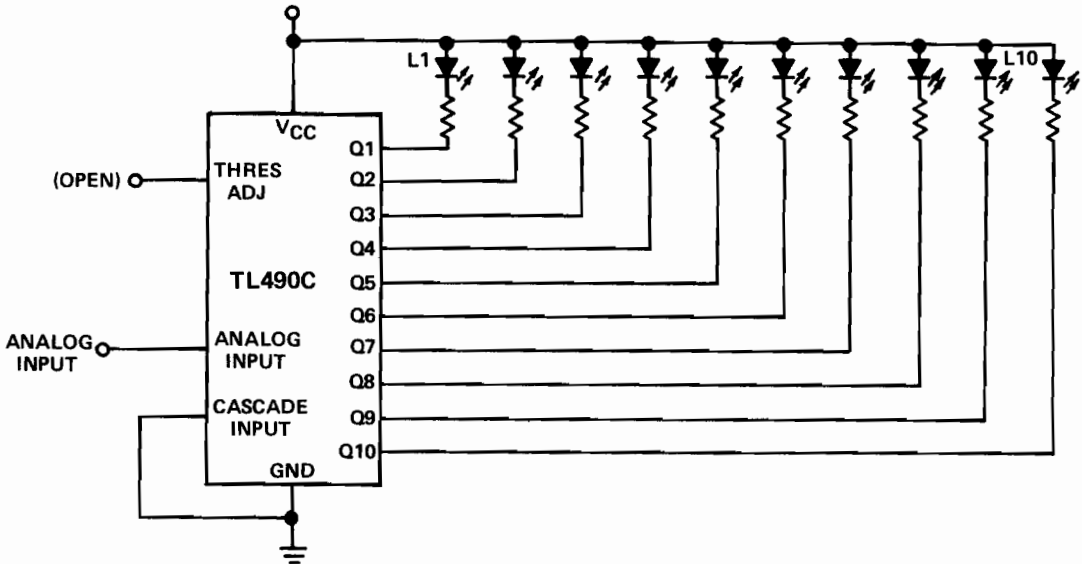 L1
L10
VCC
Q1
(OPEN)
THRES
ADJ
Q2
Q3
Q4
TL490C
Q5
Q6
ANALOG
INPUT
ANALOG
INPUT
Q7
Q8
CASCADE
INPUT
Q9
Q10
GND